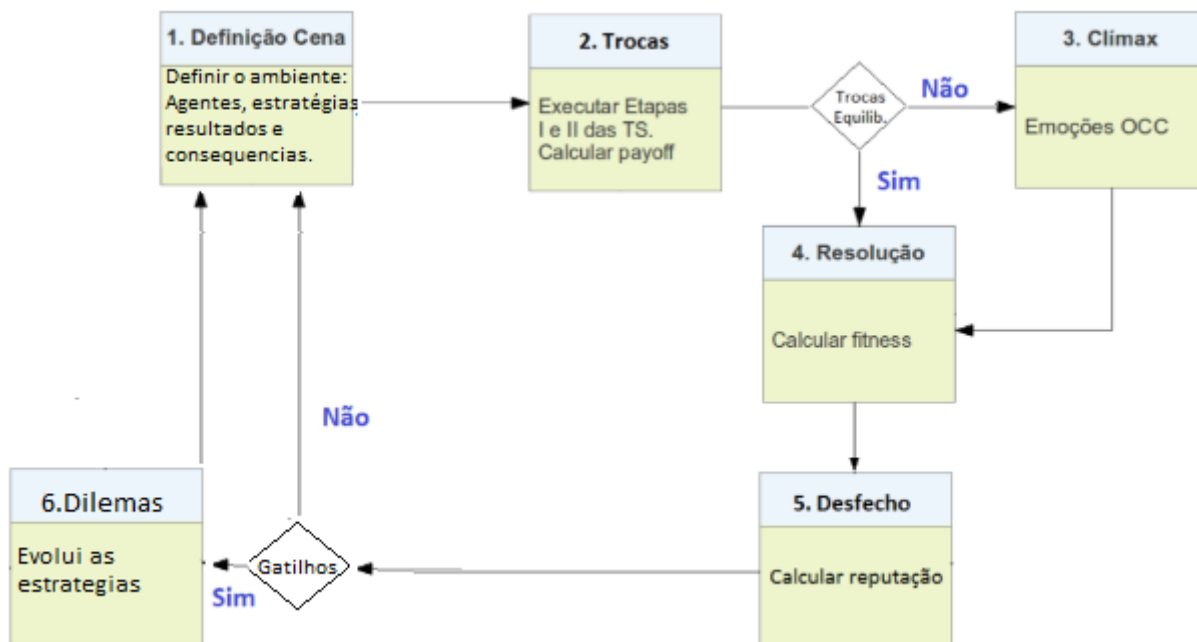 1. Definição Cena
Definir o ambiente:
Agentes, estratégias
resultados e
consequencias.
2. Trocas
Executar Etapas
I e II das TS.
Calcular payoff
Trocas
Equilib.
Não
3. Clímax
Emoções OCC
Sim
4. Resolução
Calcular fitness
5. Desfecho
Calcular reputação
Gatilhos
Não
Sim
6.Dilemas
Evolui as
estrategias